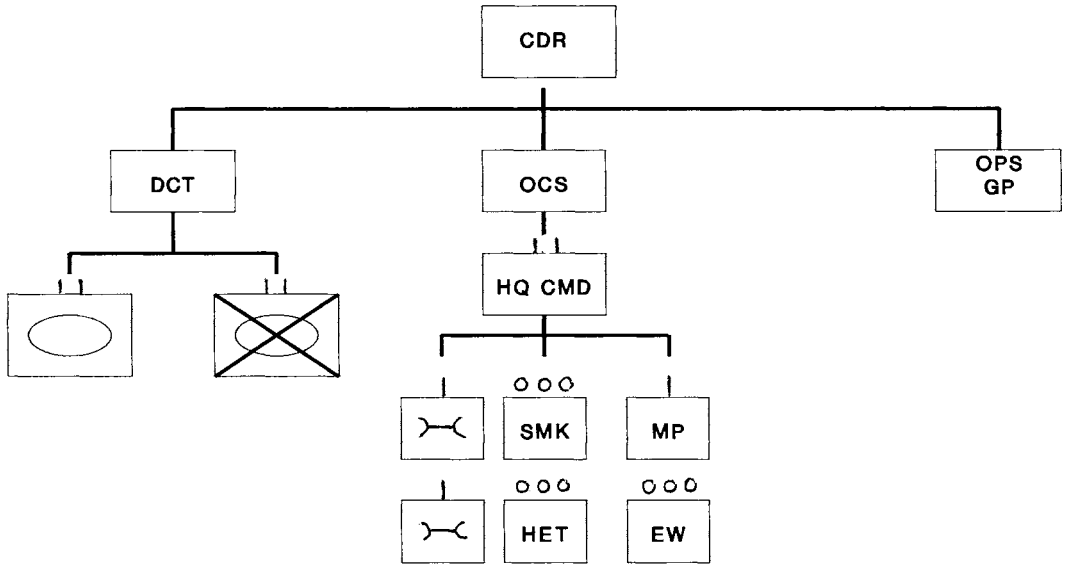 CDR
DCT
OCS
OPS
GP
HQ CMD
SMK
MP
HET
EW